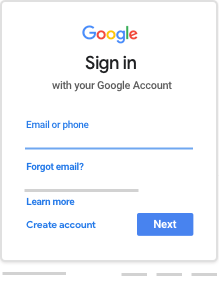 Google
Sign in
with your Google Account
Email or phone
Forgot email?
Learn more
Create account
Next